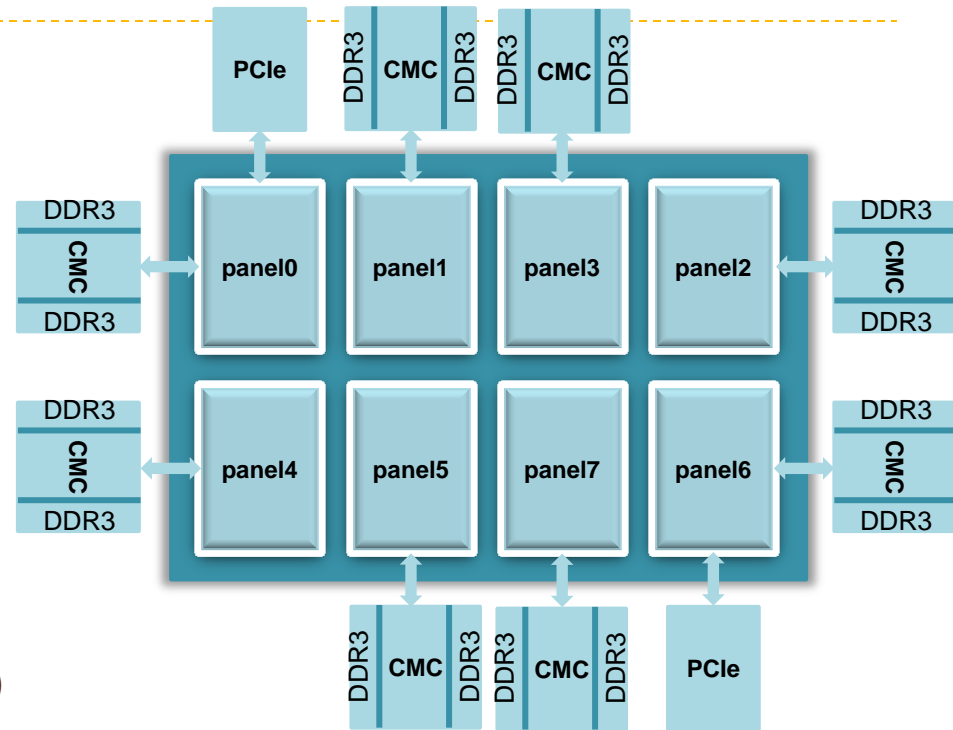 PCIe
DDR3 CMC DDR3
DDR3 CMC DDR3
DDR3
CMC
DDR3
panel0
panel1
panel3
panel2
DDR3
CMC
DDR3
DDR3
CMC
DDR3
panel4
panel5
panel7
panel6
DDR3
CMC
DDR3
DDR3 CMC DDR3
DDR3 CMC DDR3
PCIe
)